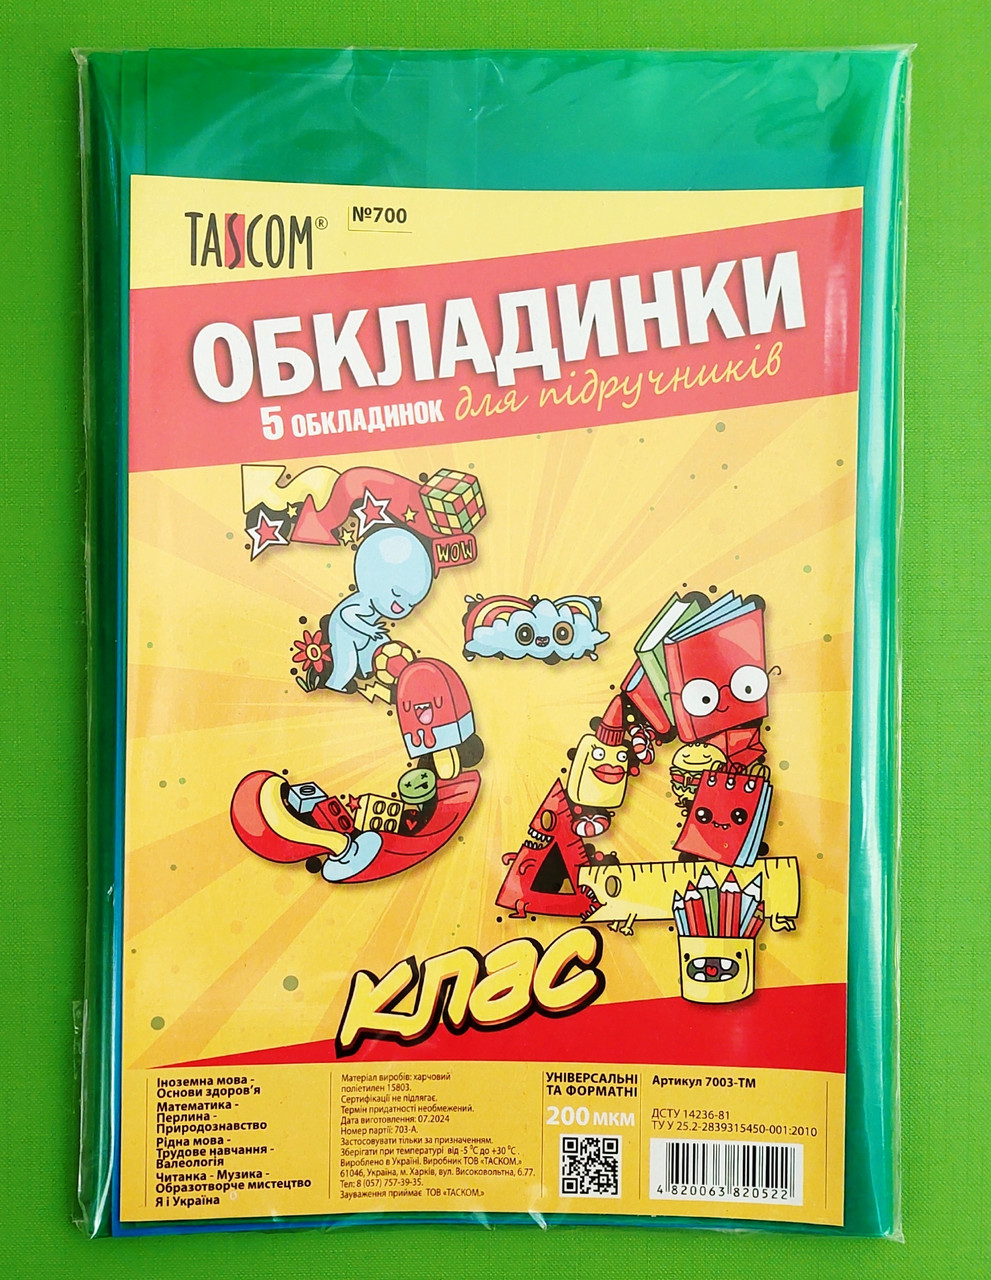 TASCOM®
№700
ОБКЛАДИНКИ
5 ОБКЛАДИНОК для підручників
WOW
3-4
клас
Іноземна мова -
Основи здоров'я
Математика -
Перлина -
Природознавство
Рідна мова -
Трудове навчання -
Валеологія
Читанка - Музика -
Образотворче мистецтво
Я і Україна
Матеріал виробів: харчовий
поліетилен 15803.
Сертифікації не підлягає.
Термін придатності необмежений.
Дата виготовлення: 07.2024
Номер партії: 703-А.
Застосовувати тільки за призначенням.
Зберігати при температурі від -5 °С до +30 °С .
Вироблено в Україні. Виробник ТОВ «ТАСКОМ.»
61046, Україна, м. Харків, вул. Високовольтна, 6.77.
Тел: 8 (057) 757-39-35.
Зауваження приймає ТОВ «ТАСКОМ.»
УНІВЕРСАЛЬНІ
ТА ФОРМАТНІ
200 МКМ
Артикул 7003-ТМ
ДСТУ 14236-81
ТУ У 25.2-2839315450-001:2010
4 820063 820522